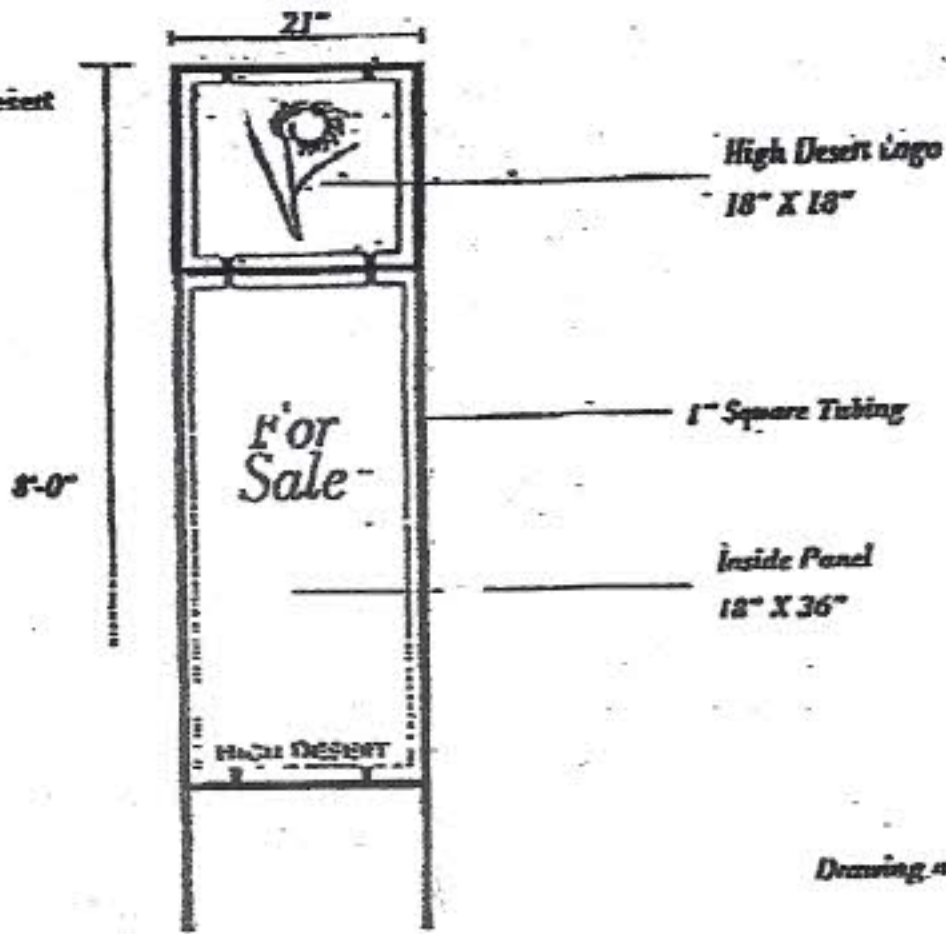 21"
High Desert Logo
18" X 18"
1" Square Tubing
For
Sale
8'-0"
Inside Panel
18" X 36"
HIGH DESERT
Drawing